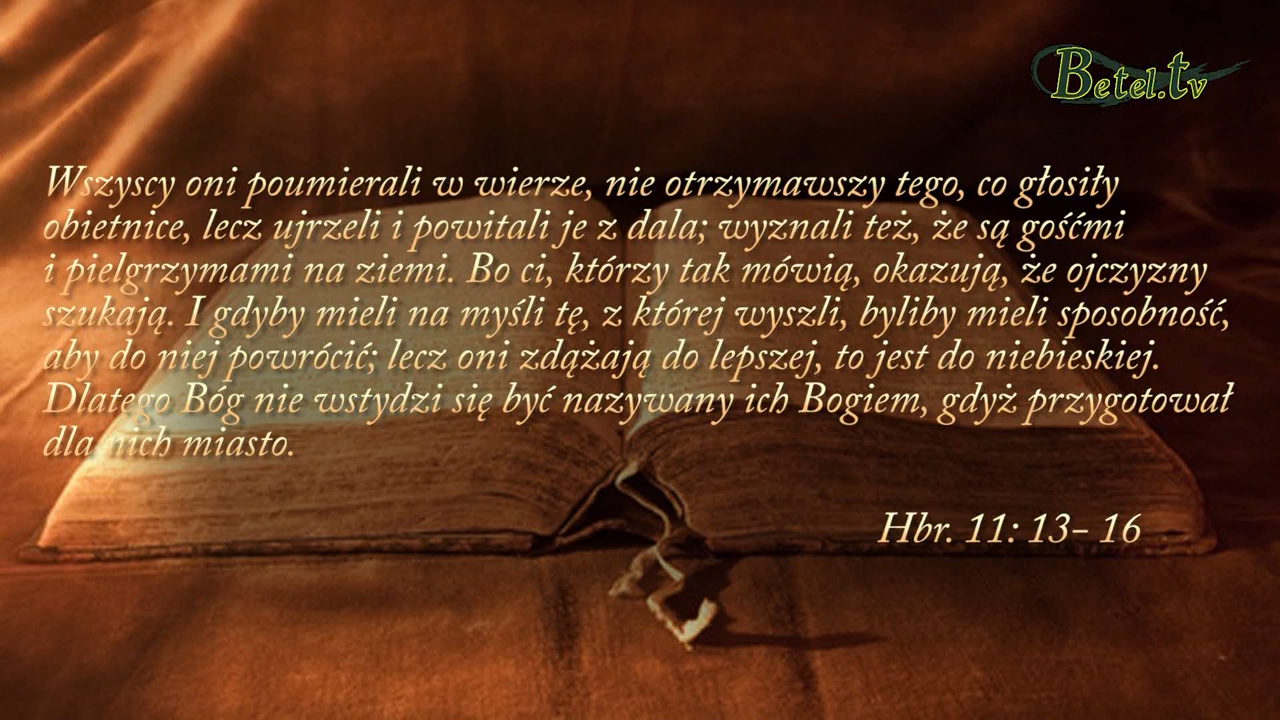 Betel.tv
Wszyscy oni poumierali w wierze, nie otrzymawszy tego, co głosiły
obietnice, lecz ujrzeli i powitali je z dala; wyznali też, że są gośćmi
i pielgrzymami na ziemi. Bo ci, którzy tak mówią, okazują, że ojczyzny
szukają. I gdyby mieli na myśli tę, z której wyszli, byliby mieli sposobność,
aby do niej powrócić; lecz oni zdążają do lepszej, to jest do niebieskiej.
Dlatego Bóg nie wstydzi się być nazywany ich Bogiem, gdyż przygotował
dla nich miasto.
Hbr. 11: 13- 16